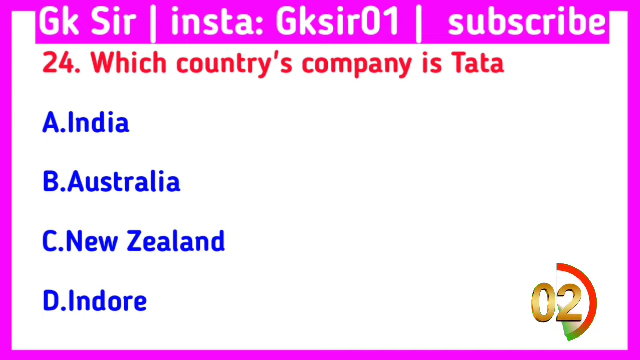 Gk Sir | insta: Gksir01 | subscribe
24. Which country's company is Tata
A.India
B.Australia
C.New Zealand
D.Indore
02